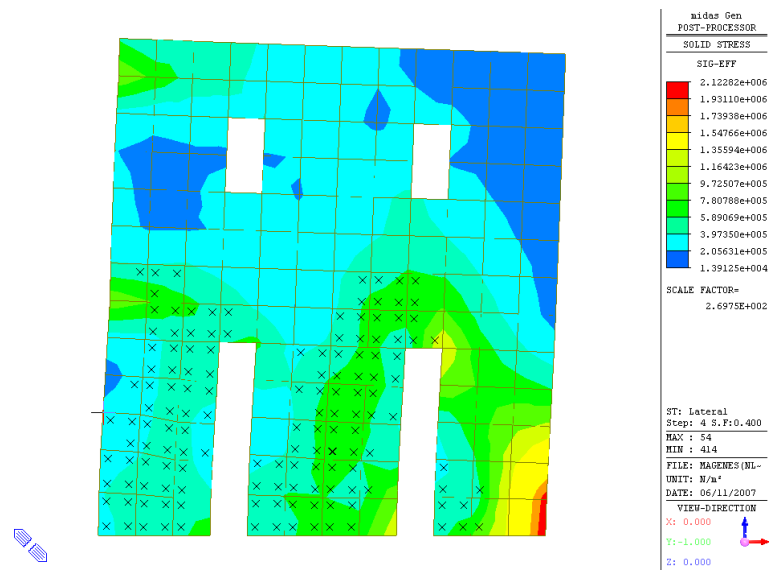 midas Gen
POST-PROCESSOR
SOLID STRESS
SIG-EFF
2.12282e+006
1.93110e+006
1.73938e+006
1.54766e+006
1.35594e+006
1.16423e+006
9.72507e+005
7.80788e+005
5.89069e+005
3.97350e+005
2.05631e+005
1.39125e+004
SCALE FACTOR=
2.6975E+002
ST: Lateral
Step: 4 S.F:0.400
MAX : 54
MIN : 414
FILE: MAGENES(NL~
UNIT: N/m²
DATE: 06/11/2007
VIEW-DIRECTION
X: 0.000
Y:-1.000
Z: 0.000